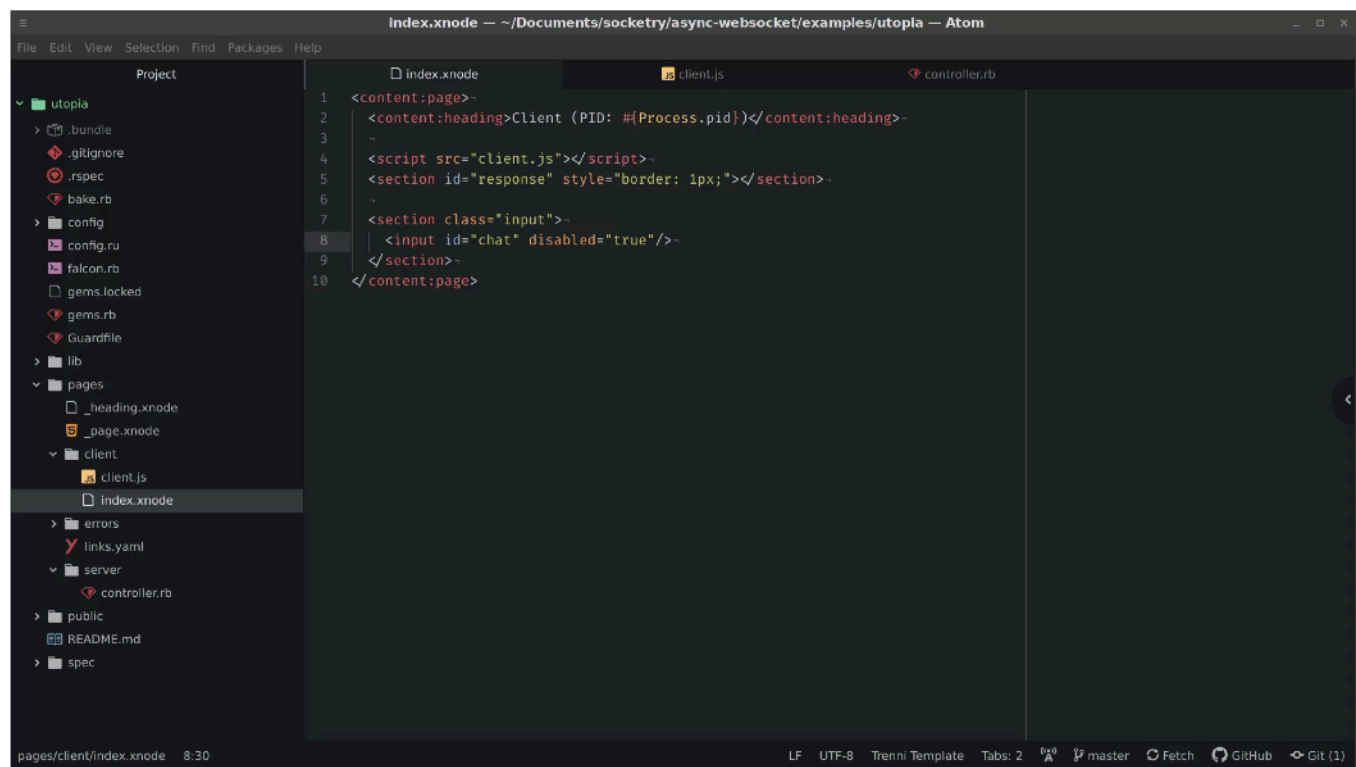 index.xnode — ~/Documents/socketry/async-websocket/examples/utopia — Atom
File Edit View Selection Find Packages Help
Project
index.xnode
client.js
controller.rb
utopia
.bundle
.gitignore
.rspec
bake.rb
config
config.ru
falcon.rb
gems.locked
gems.rb
Guardfile
lib
pages
_heading.xnode
_page.xnode
client
client.js
index.xnode
errors
links.yaml
server
controller.rb
public
README.md
spec
1 <content:page>¬
2 <content:heading>Client (PID: #{Process.pid})</content:heading>¬
3 ¬
4 <script src="client.js"></script>¬
5 <section id="response" style="border: 1px;"></section>¬
6 ¬
7 <section class="input">¬
8 <input id="chat" disabled="true"/>¬
9 </section>¬
10 </content:page>
pages/client/index.xnode 8:30
LF UTF-8 Trenni Template Tabs: 2 master Fetch GitHub Git (1)